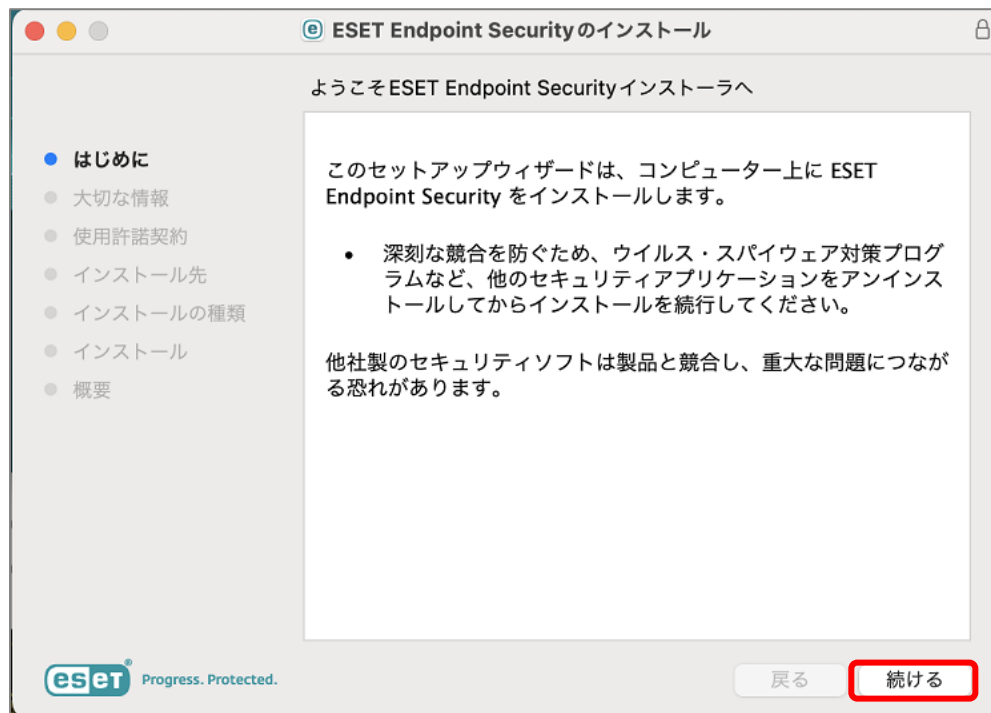 ESET Endpoint Securityのインストール
ようこそESET Endpoint Securityインストーラへ
はじめに
大切な情報
使用許諾契約
インストール先
インストールの種類
インストール
概要
このセットアップウィザードは、コンピューター上に ESET
Endpoint Security をインストールします。
• 深刻な競合を防ぐため、ウイルス・スパイウェア対策プログ
ラムなど、他のセキュリティアプリケーションをアンインス
トールしてからインストールを続行してください。
他社製のセキュリティソフトは製品と競合し、重大な問題につなが
る恐れがあります。
eset® Progress. Protected.
戻る
続ける